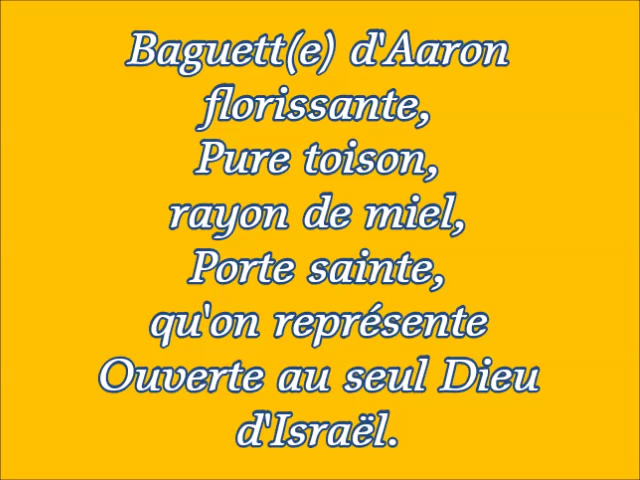 Baguett(e) d'Aaron
florissante,
Pure toison,
rayon de miel,
Porte sainte,
qu'on représente
Ouverte au seul Dieu
d'Israël.